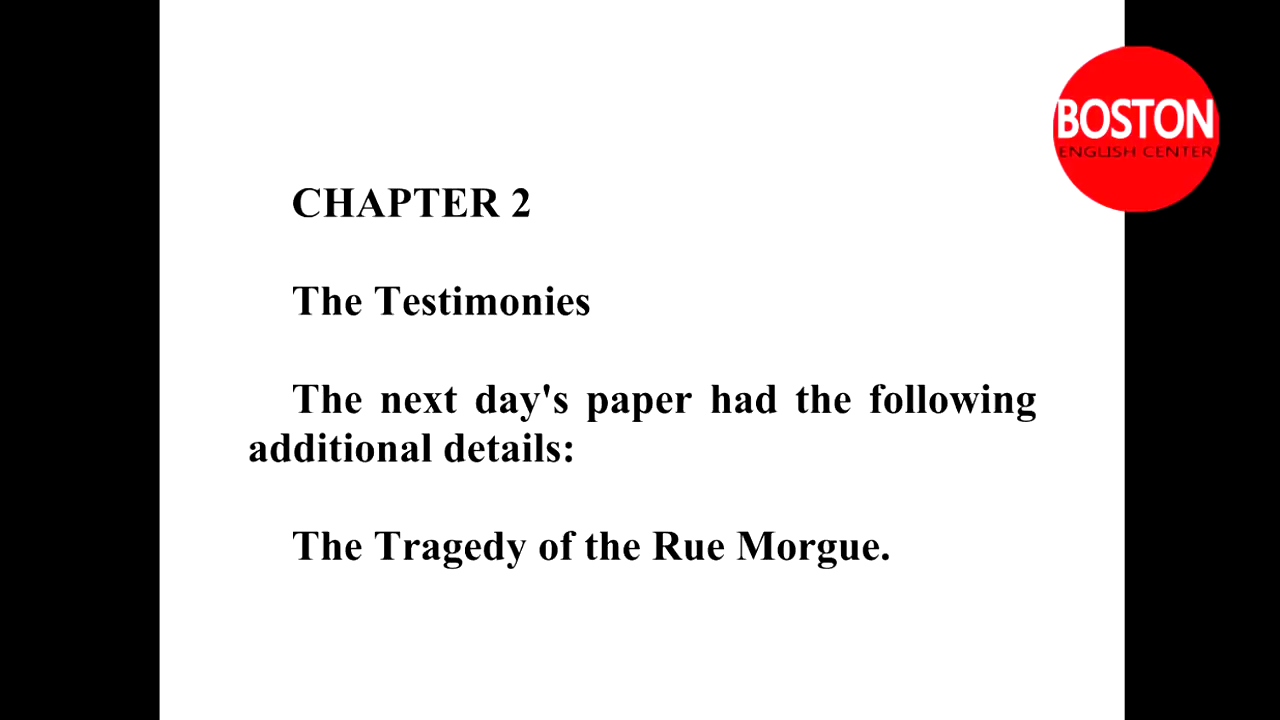 BOSTON
ENGLISH CENTER
CHAPTER 2
The Testimonies
The next day's paper had the following
additional details:
The Tragedy of the Rue Morgue.